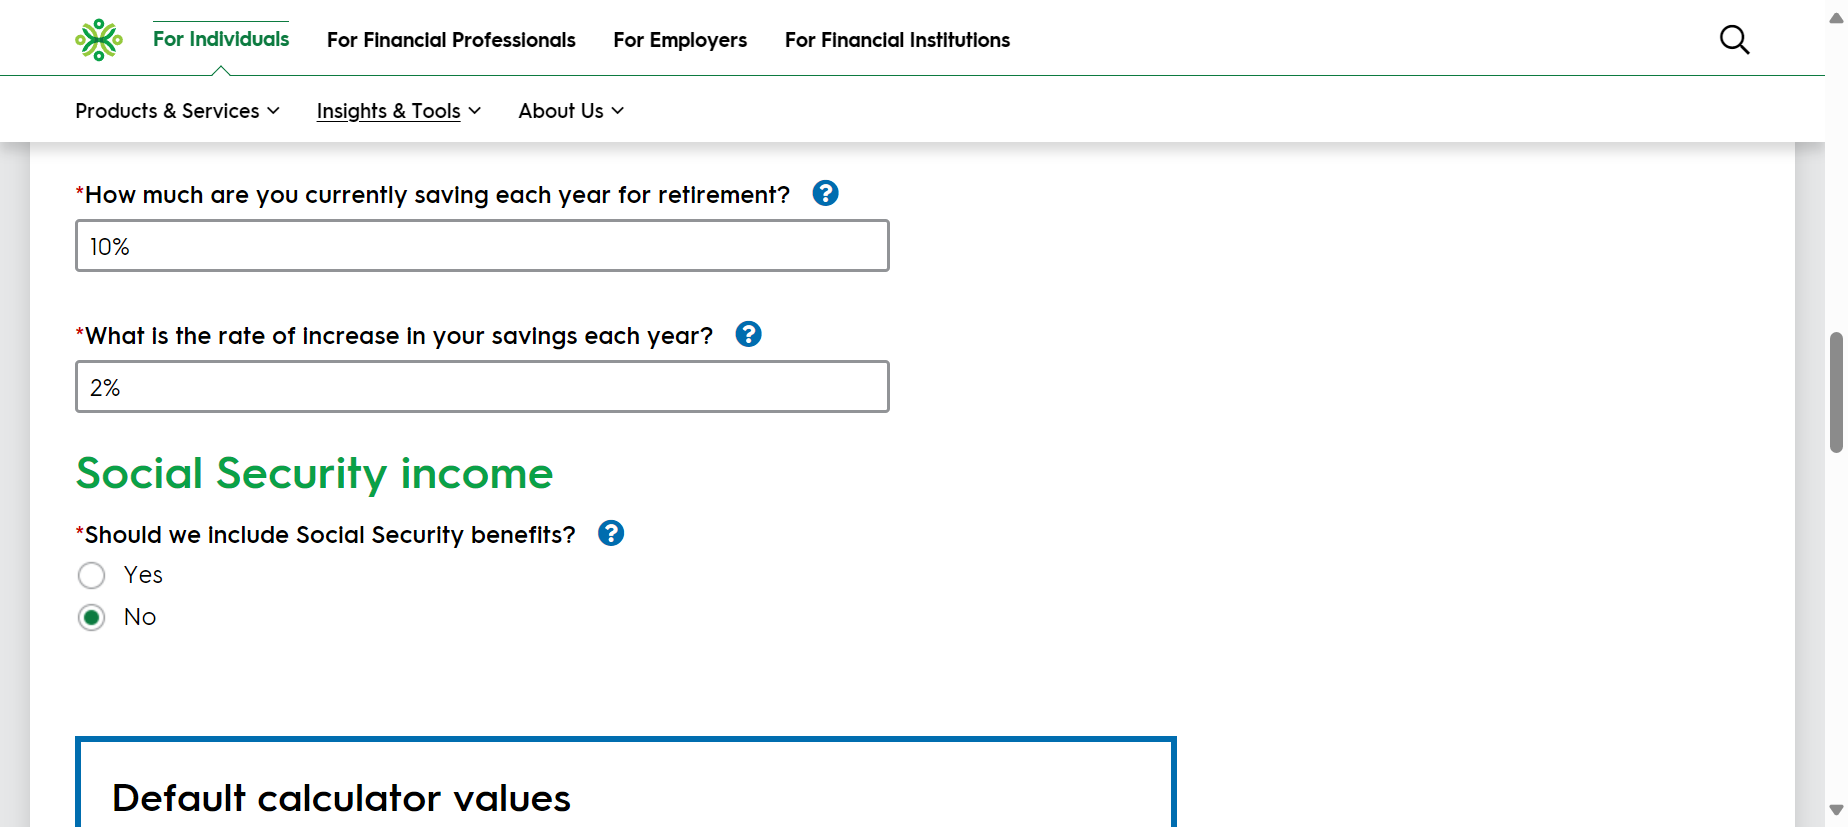 For Individuals For Financial Professionals For Employers For Financial Institutions
Products & Services Insights & Tools About Us
*How much are you currently saving each year for retirement? ?
10%
*What is the rate of increase in your savings each year? ?
2%
Social Security income
*Should we include Social Security benefits? ?
Yes
No
Default calculator values